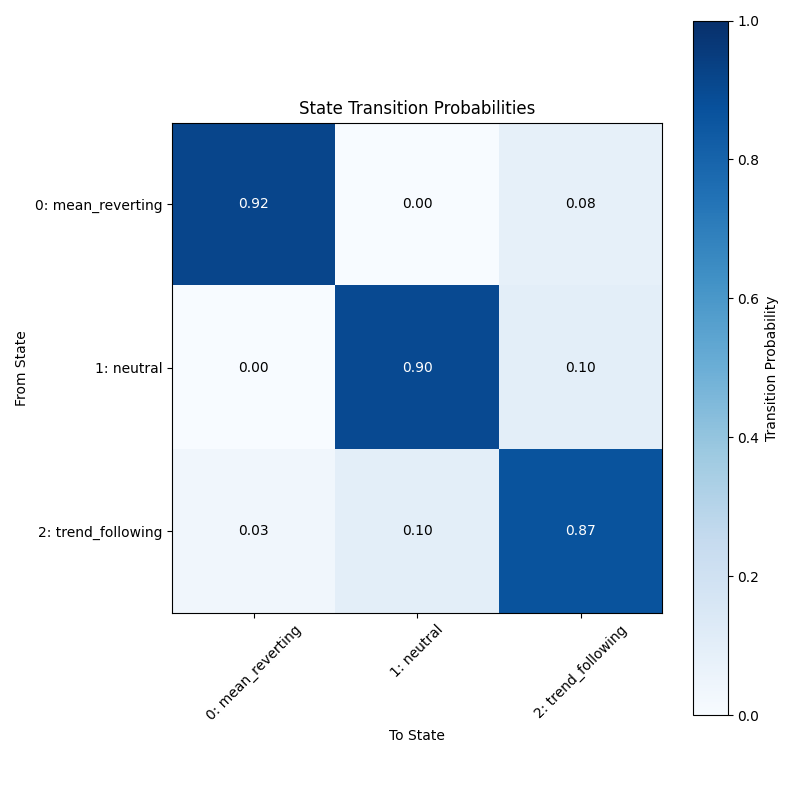 State Transition Probabilities
1.0
0.8
0.6
0.4
0.2
0.0
Transition Probability
From State
0: mean_reverting
0.92
0.00
0.08
1: neutral
0.00
0.90
0.10
2: trend_following
0.03
0.10
0.87
0: mean_reverting
1: neutral
2: trend_following
To State